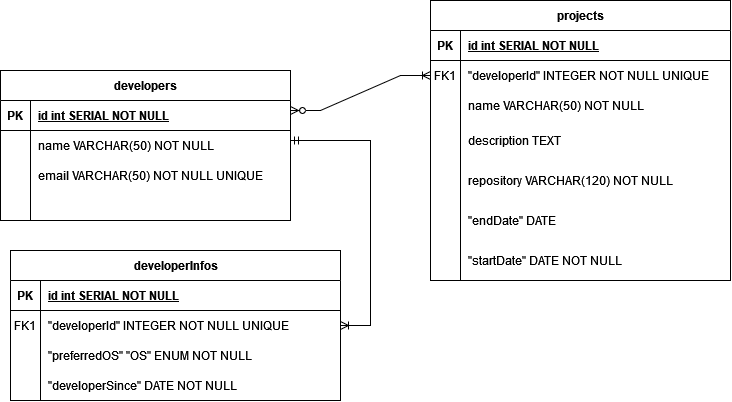 projects
PK id int SERIAL NOT NULL
FK1 "developerId" INTEGER NOT NULL UNIQUE
name VARCHAR(50) NOT NULL
description TEXT
repository VARCHAR(120) NOT NULL
"endDate" DATE
"startDate" DATE NOT NULL
developers
PK id int SERIAL NOT NULL
name VARCHAR(50) NOT NULL
email VARCHAR(50) NOT NULL UNIQUE
developerInfos
PK id int SERIAL NOT NULL
FK1 "developerId" INTEGER NOT NULL UNIQUE
"preferredOS" "OS" ENUM NOT NULL
"developerSince" DATE NOT NULL